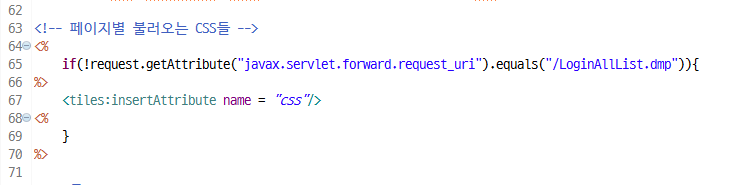 62
63 <!-- 페이지별 불러오는 CSS들 -->
64 <%
65 if(!request.getAttribute("javax.servlet.forward.request_uri").equals("/LoginAllList.dmp")){
66 %>
67 <tiles:insertAttribute name = "css"/>
68 <%
69 }
70 %>
71